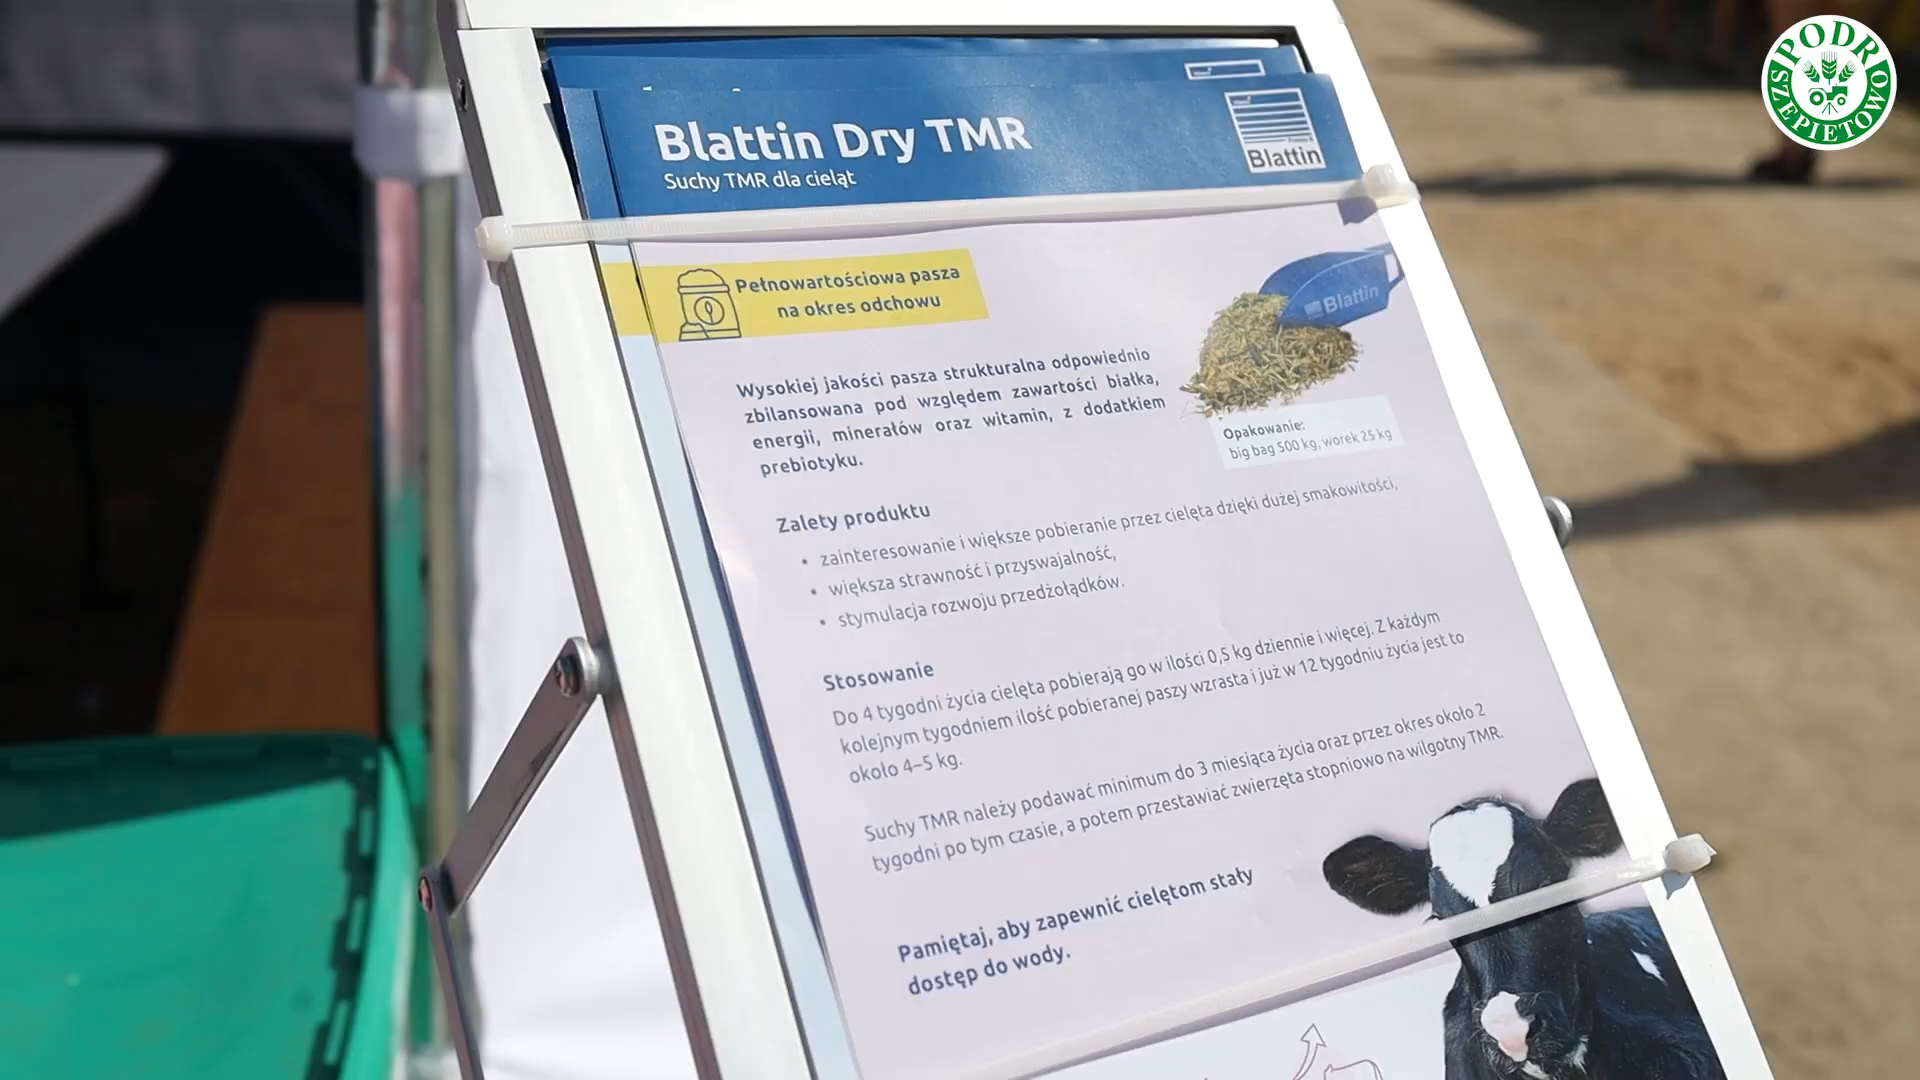 PODR
SZEPIETOWO
Blattin Dry TMR
Suchy TMR dla cieląt
Blattin
Pełnowartościowa pasza
na okres odchowu
Blattin
Wysokiej jakości pasza strukturalna odpowiednio
zbilansowana pod względem zawartości białka,
energii, minerałów oraz witamin, z dodatkiem
prebiotyku.
Opakowanie:
big bag 500 kg, worek 25 kg
Zalety produktu
• zainteresowanie i większe pobieranie przez cielęta dzięki dużej smakowitości,
• większa strawność i przyswajalność,
• stymulacja rozwoju przedżołądków.
Stosowanie
Do 4 tygodni życia cielęta pobierają go w ilości 0,5 kg dziennie i więcej. Z każdym
kolejnym tygodniem ilość pobieranej paszy wzrasta i już w 12 tygodniu życia jest to
około 4–5 kg.
Suchy TMR należy podawać minimum do 3 miesiąca życia oraz przez okres około 2
tygodni po tym czasie, a potem przestawiać zwierzęta stopniowo na wilgotny TMR.
Pamiętaj, aby zapewnić cielętom stały
dostęp do wody.